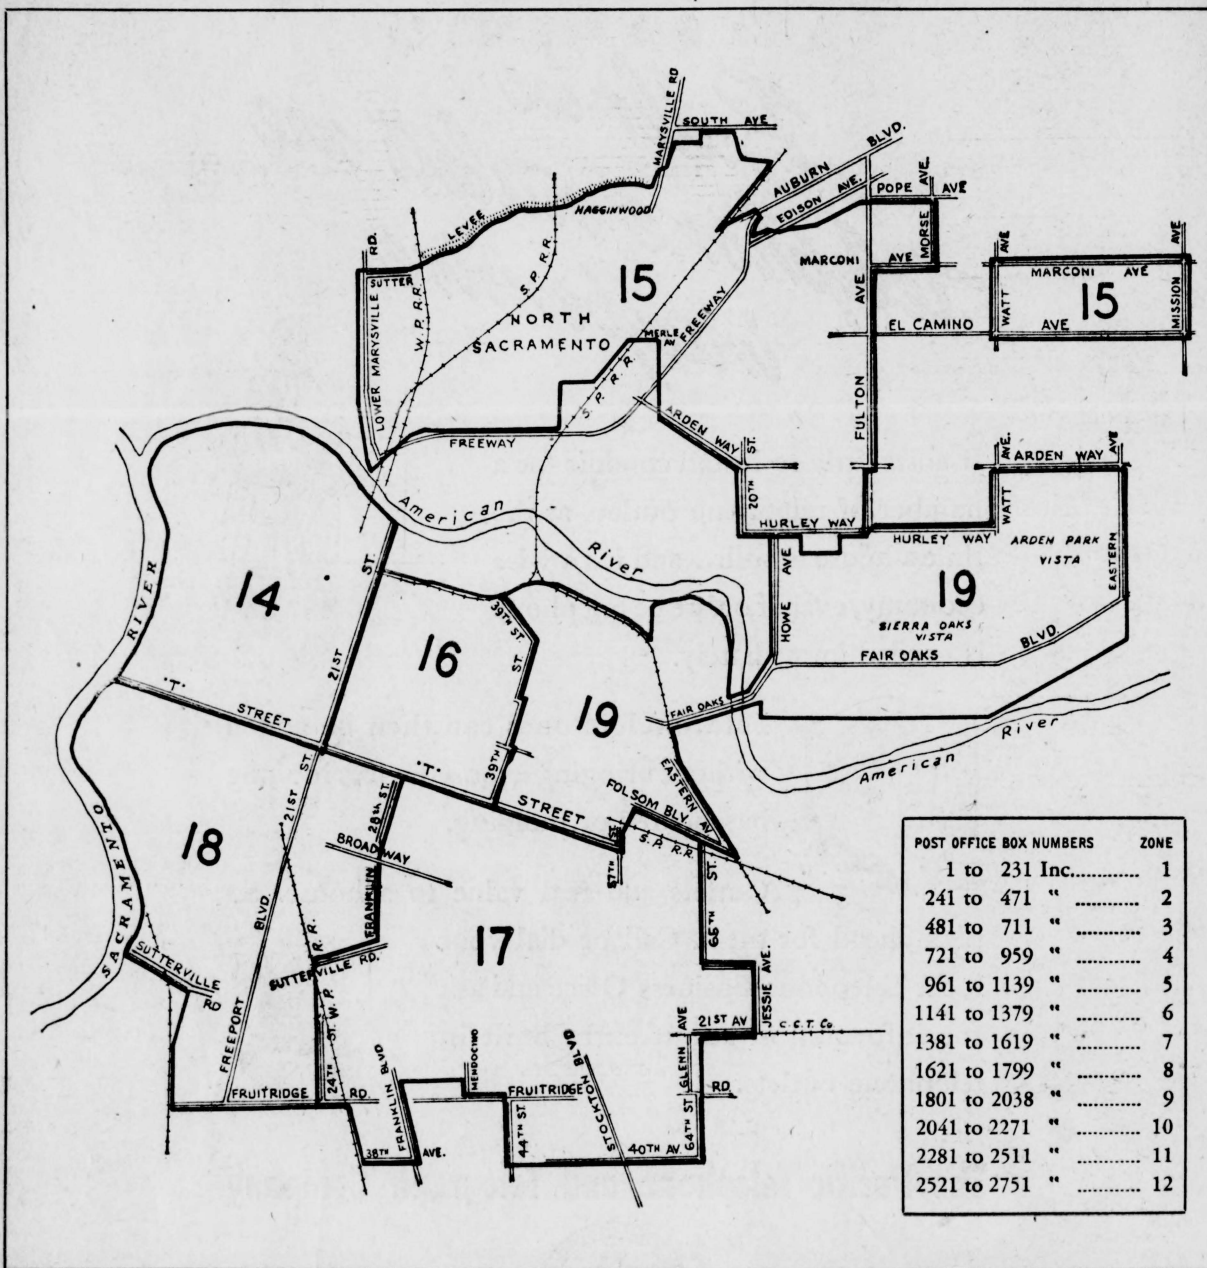 MARYSVILLE RD
SOUTH AVE
AUBURN BLVD.
EDISON AVE.
POPE AVE
AVE.
MORSE
HAGGINWOOD
LEVEE
RD.
SUTTER
LOWER MARYSVILLE
W. P. RR.
S. P. RR.
15
NORTH
SACRAMENTO
MERLE
AV
FREEWAY
S. P. R. R.
MARCONI AVE
AVE
FULTON
EL CAMINO AVE
AVE
WATT
MARCONI AVE
15
AVE
MISSION
FREEWAY
ARDEN WAY
ST.
20TH
HURLEY WAY
HURLEY WAY
AVE.
WATT
ARDEN WAY
AVE
EASTERN
ARDEN PARK
VISTA
19
SIERRA OAKS
VISTA
HOWE AVE
FAIR OAKS BLVD.
FAIR OAKS
American River
American River
SACRAMENTO RIVER
14
21ST ST.
16
39TH ST.
39TH ST.
19
"T" STREET
"T" STREET
EASTERN AV
FOLSOM BLV.
S. P. R.R.
57TH ST.
65TH ST.
18
21ST ST.
28TH ST.
BROADWAY
FRANKLIN
17
SUTTERVILLE
RD
SUTTERVILLE RD.
FREEPORT BLVD.
W. P. R. R.
24TH ST.
FRUITRIDGE RD.
FRANKLIN BLVD
38TH AVE.
MENDOCINO
FRUITRIDGE RD
44TH ST.
STOCKTON BLVD
40TH AV.
64TH ST.
GLENN AVE
21ST AV
JESSIE AVE.
C. C. T. Co
POST OFFICE BOX NUMBERS ZONE
1 to 231 Inc............ 1
241 to 471 " ........... 2
481 to 711 " ........... 3
721 to 959 " ........... 4
961 to 1139 " ........... 5
1141 to 1379 " ........... 6
1381 to 1619 " ........... 7
1621 to 1799 " ........... 8
1801 to 2038 " ........... 9
2041 to 2271 " ........... 10
2281 to 2511 " ........... 11
2521 to 2751 " ........... 12